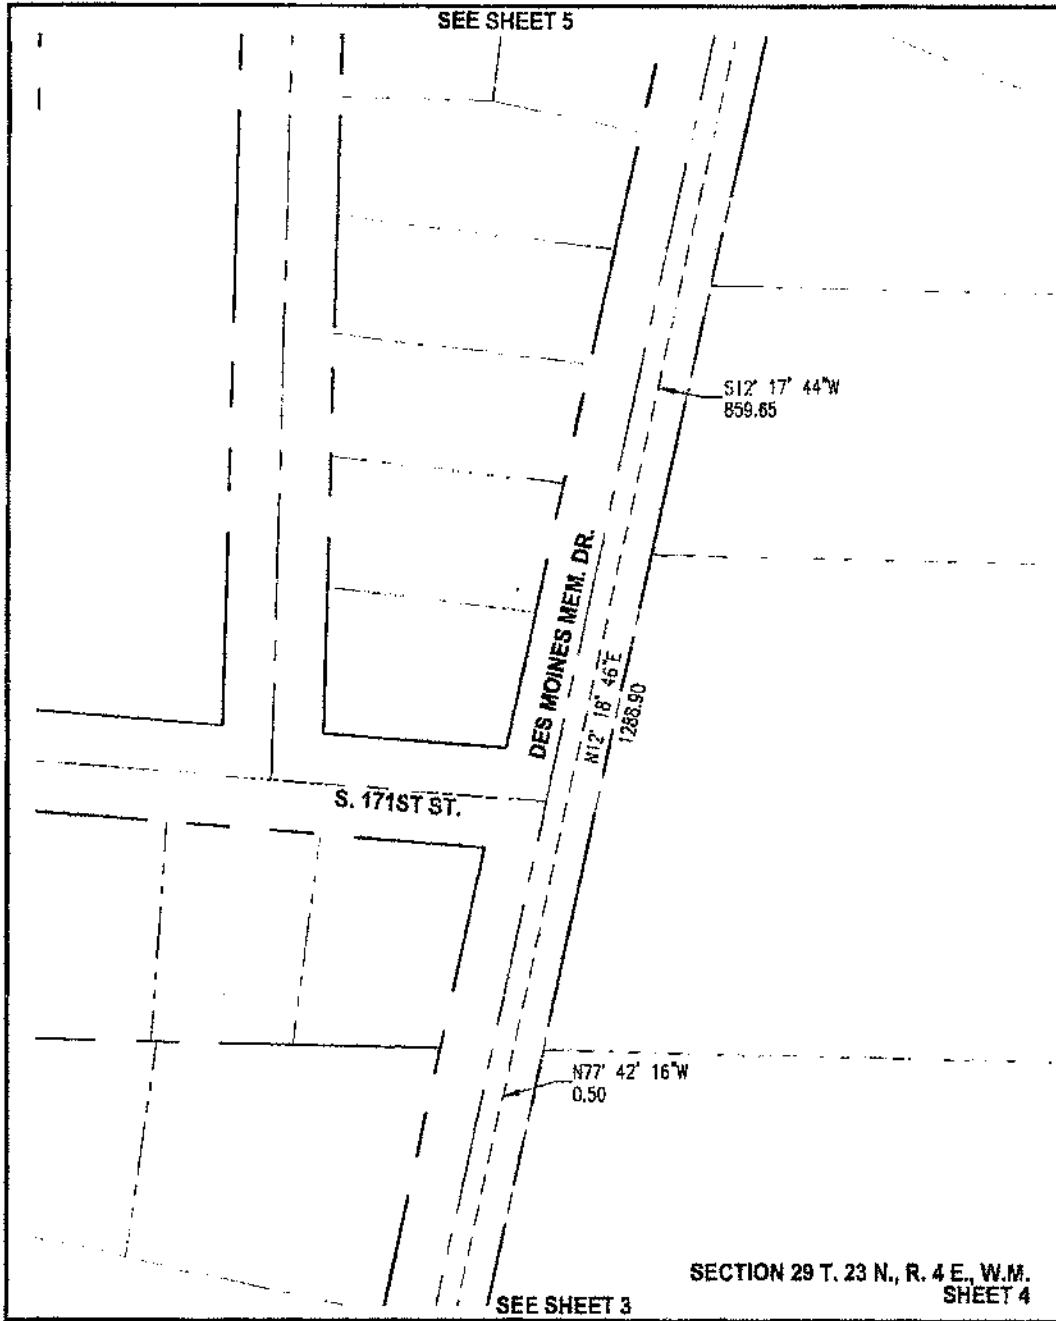 SEE SHEET 5
S12° 17' 44"W
859.65
DES MOINES MEM. DR.
N12° 18' 46"E
1288.90
S. 171ST ST.
N77° 42' 16"W
0.50
SECTION 29 T. 23 N., R. 4 E., W.M.
SHEET 4
SEE SHEET 3